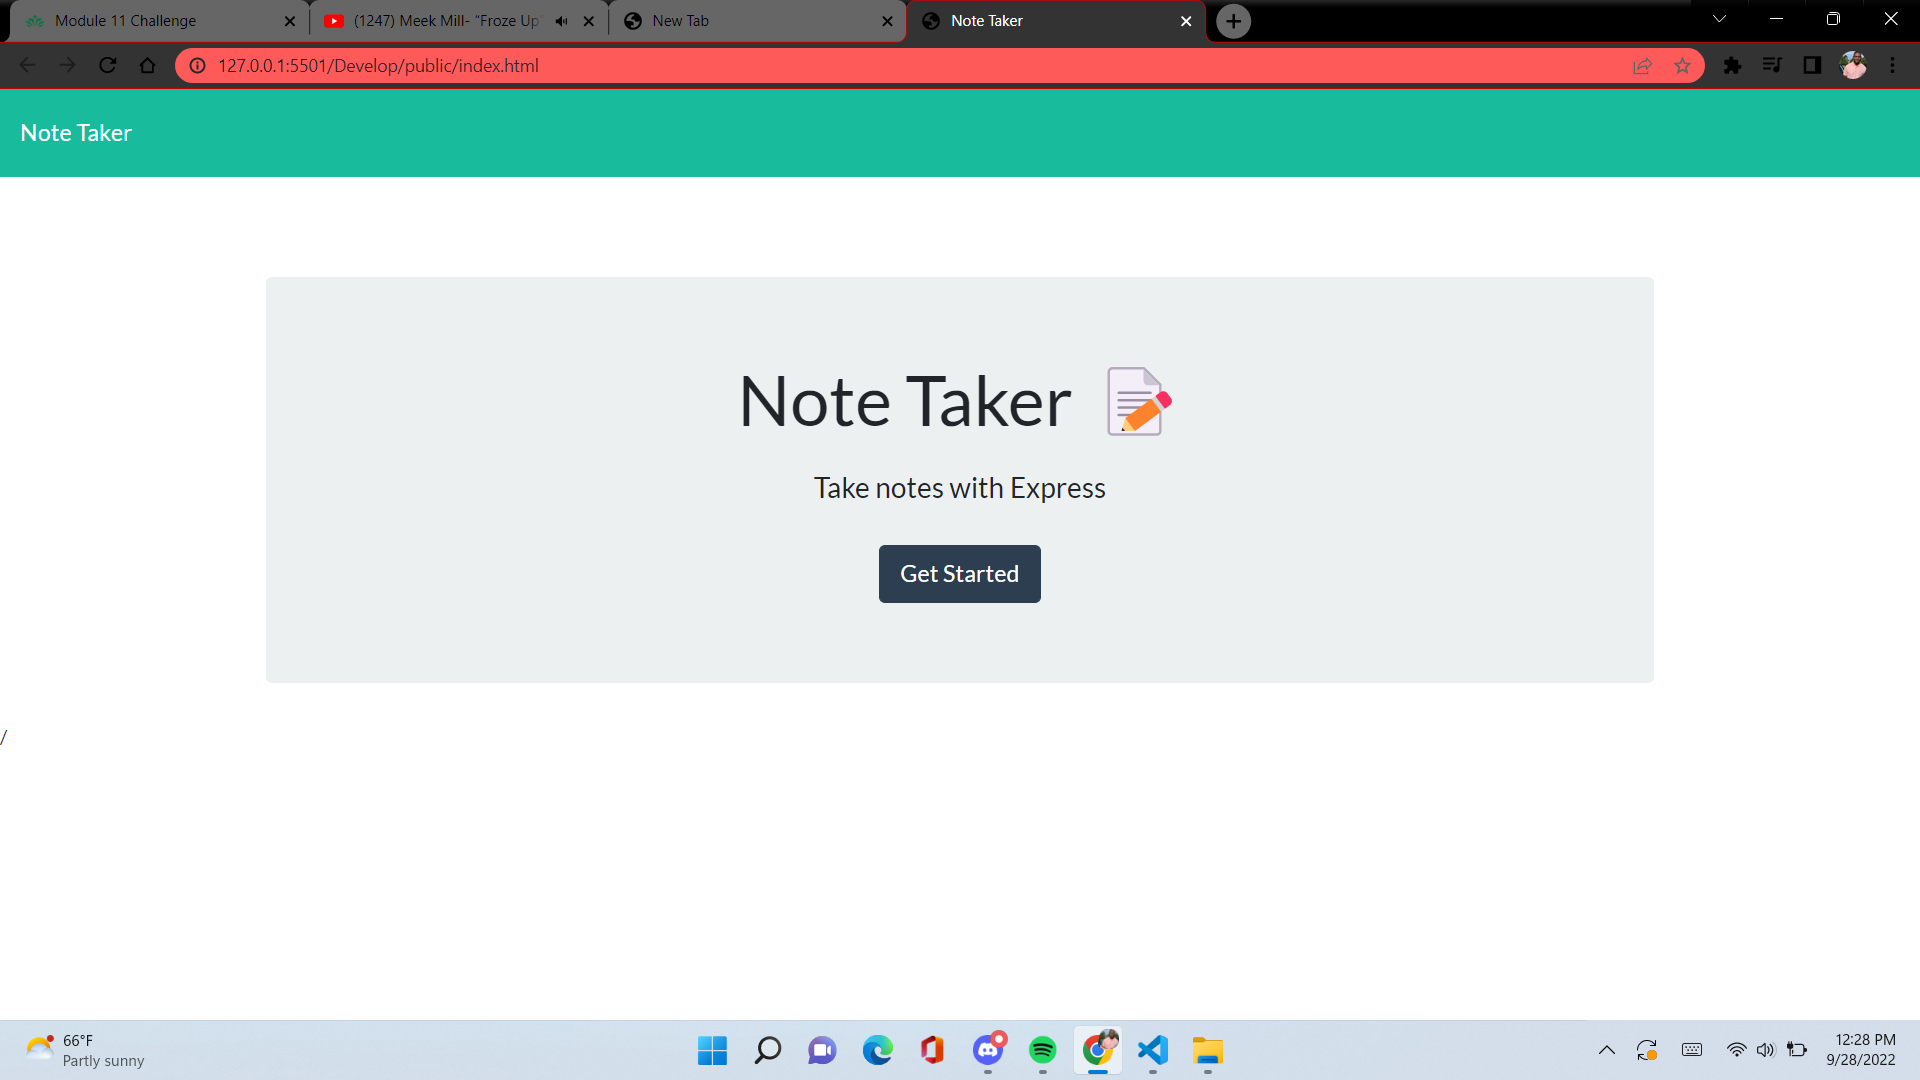 Module 11 Challenge
(1247) Meek Mill- "Froze Up"
New Tab
Note Taker
127.0.0.1:5501/Develop/public/index.html
Note Taker
Note Taker
Take notes with Express
Get Started
/
66°F
Partly sunny
12:28 PM
9/28/2022